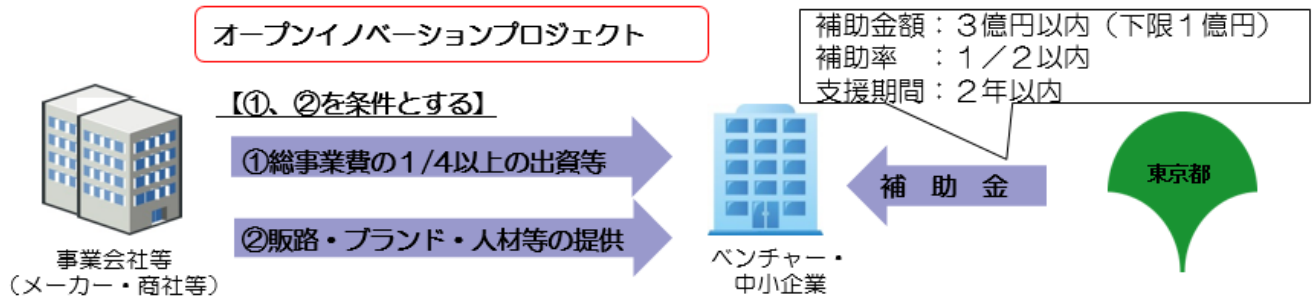 オープンイノベーションプロジェクト
補助金額：３億円以内（下限１億円）
補助率　：１／２以内
支援期間：２年以内
【①、②を条件とする】
①総事業費の１/4以上の出資等
②販路・ブランド・人材等の提供
補　助　金
東京都
事業会社等
（メーカー・商社等）
ベンチャー・
中小企業